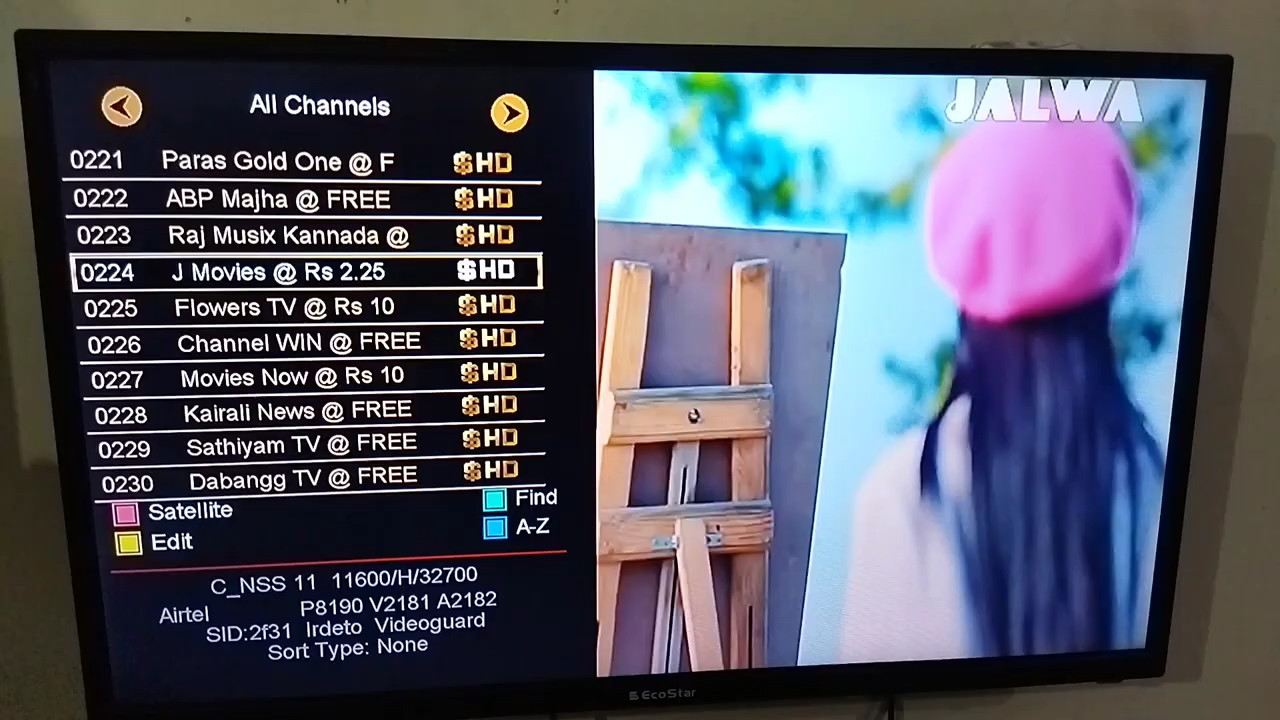 All Channels
0221 Paras Gold One @ F $HD
0222 ABP Majha @ FREE $HD
0223 Raj Musix Kannada @ $HD
0224 J Movies @ Rs 2.25 $HD
0225 Flowers TV @ Rs 10 $HD
0226 Channel WIN @ FREE $HD
0227 Movies Now @ Rs 10 $HD
0228 Kairali News @ FREE $HD
0229 Sathiyam TV @ FREE $HD
0230 Dabangg TV @ FREE $HD
Satellite Find
Edit A-Z
C_NSS 11 11600/H/32700
Airtel P8190 V2181 A2182
SID:2f31 Irdeto Videoguard
Sort Type: None
JALWA
EcoStar